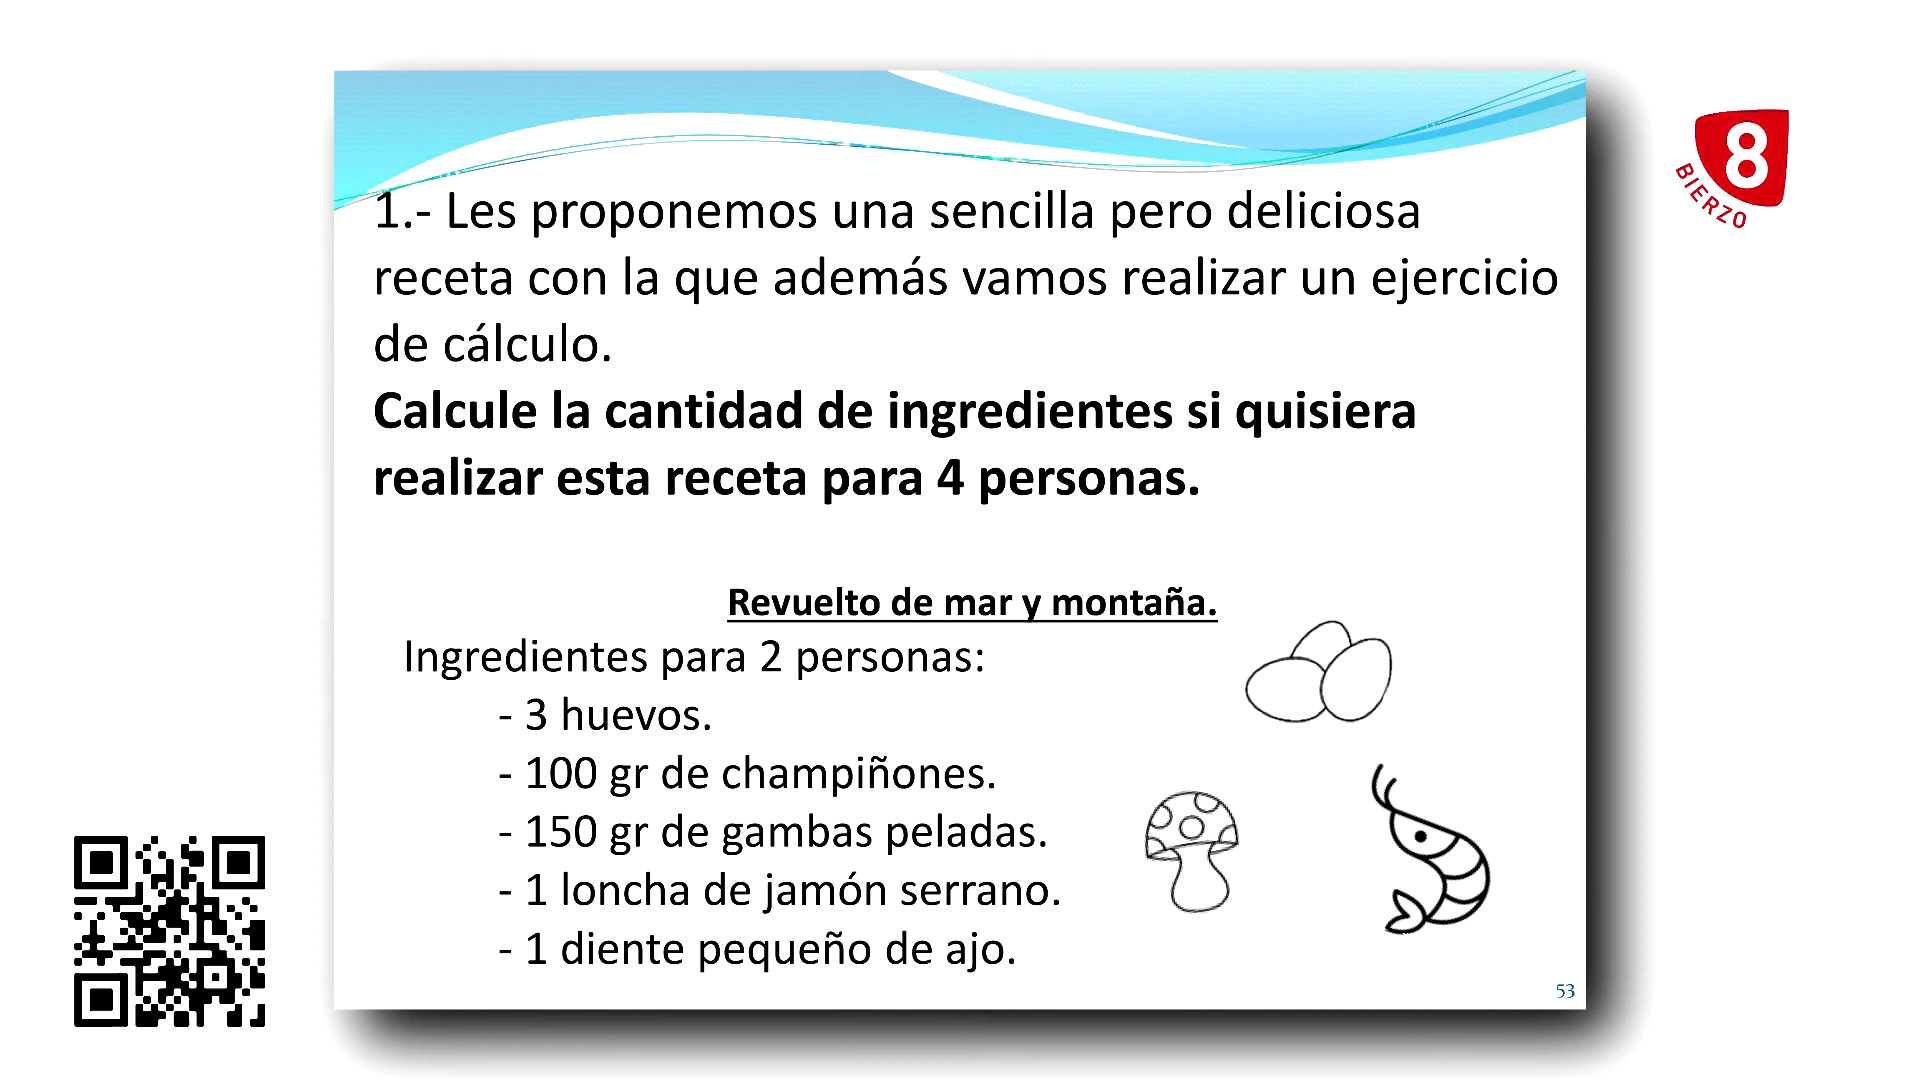 1.- Les proponemos una sencilla pero deliciosa
receta con la que además vamos realizar un ejercicio
de cálculo.
Calcule la cantidad de ingredientes si quisiera
realizar esta receta para 4 personas.
Revuelto de mar y montaña.
Ingredientes para 2 personas:
- 3 huevos.
- 100 gr de champiñones.
- 150 gr de gambas peladas.
- 1 loncha de jamón serrano.
- 1 diente pequeño de ajo.
53
8
BIERZO